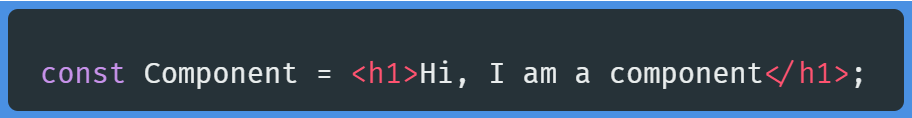 const Component = <h1>Hi, I am a component</h1>;